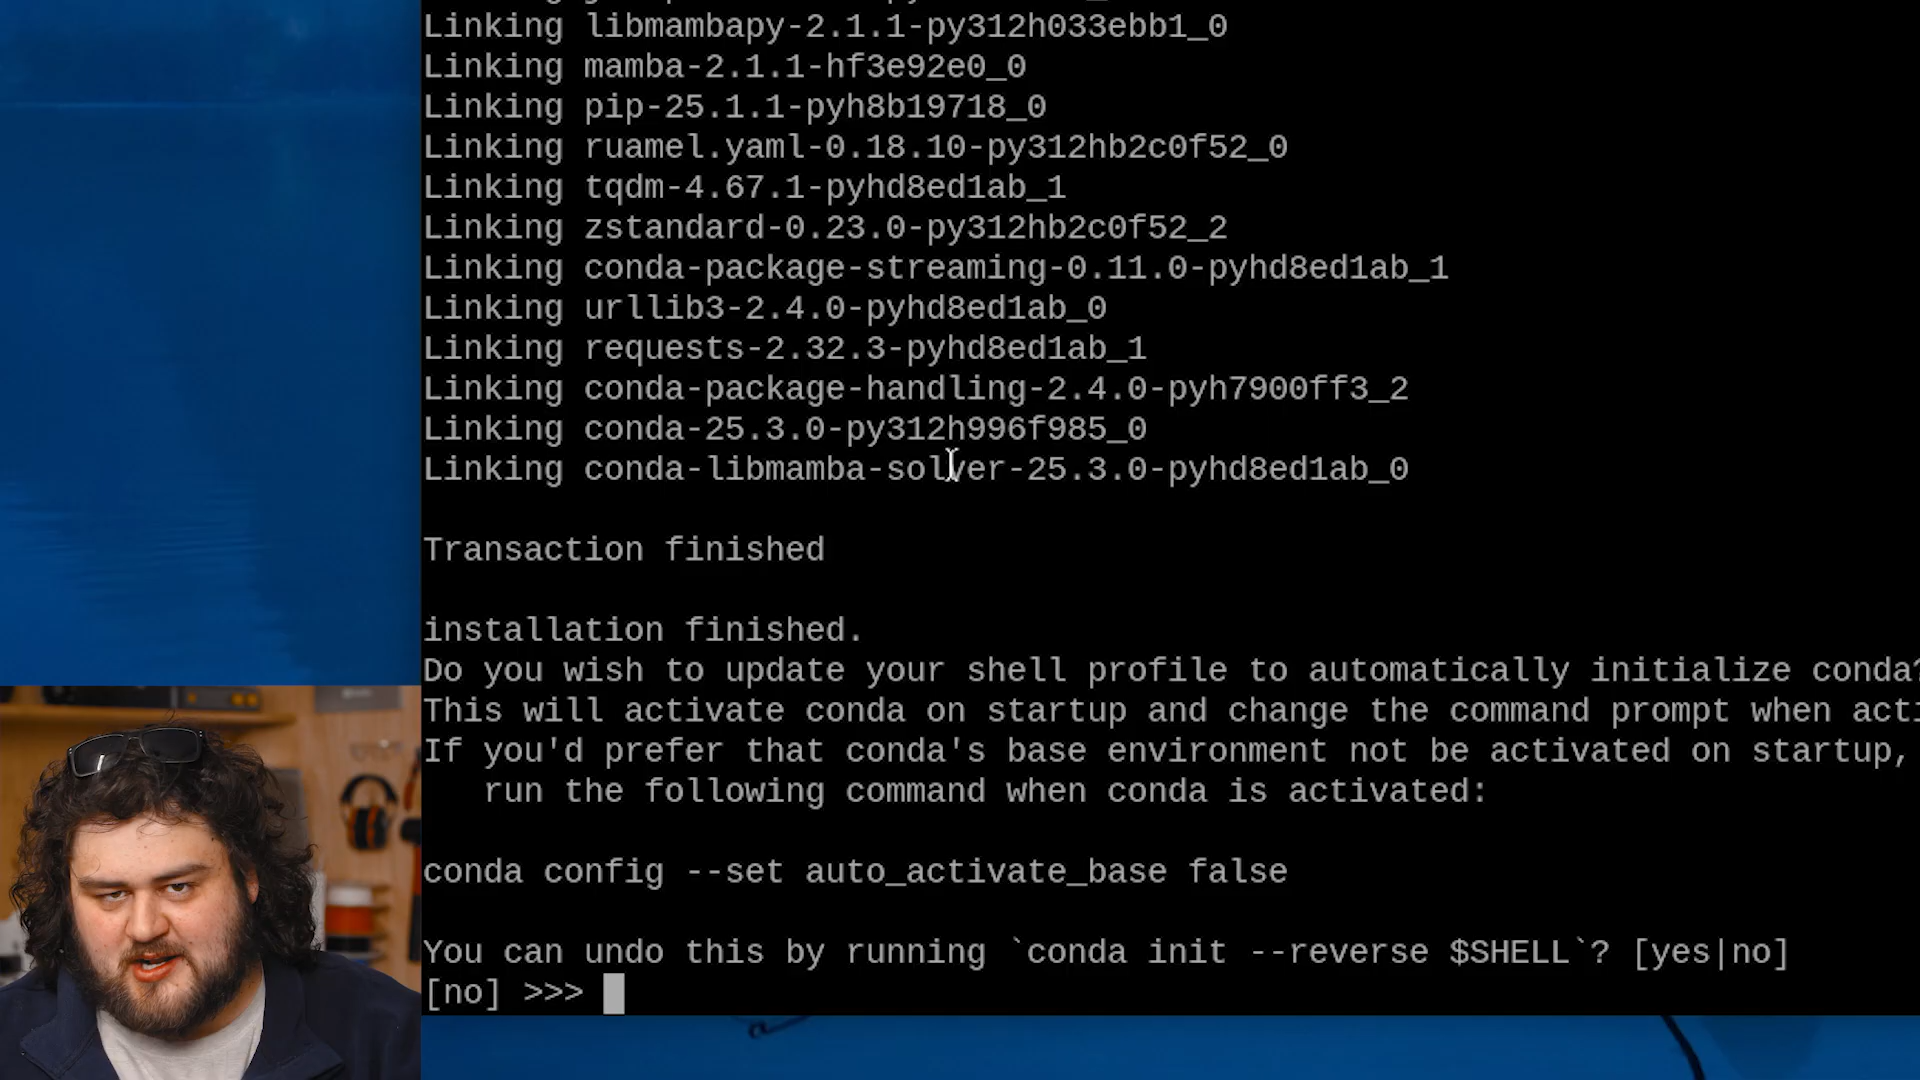 Linking libmambapy-2.1.1-py312h033ebb1_0
Linking mamba-2.1.1-hf3e92e0_0
Linking pip-25.1.1-pyh8b19718_0
Linking ruamel.yaml-0.18.10-py312hb2c0f52_0
Linking tqdm-4.67.1-pyhd8ed1ab_1
Linking zstandard-0.23.0-py312hb2c0f52_2
Linking conda-package-streaming-0.11.0-pyhd8ed1ab_1
Linking urllib3-2.4.0-pyhd8ed1ab_0
Linking requests-2.32.3-pyhd8ed1ab_1
Linking conda-package-handling-2.4.0-pyh7900ff3_2
Linking conda-25.3.0-py312h996f985_0
Linking conda-libmamba-solver-25.3.0-pyhd8ed1ab_0
Transaction finished
installation finished.
Do you wish to update your shell profile to automatically initialize conda?
This will activate conda on startup and change the command prompt when acti
If you'd prefer that conda's base environment not be activated on startup,
run the following command when conda is activated:
conda config --set auto_activate_base false
You can undo this by running `conda init --reverse $SHELL`? [yes|no]
[no] >>>